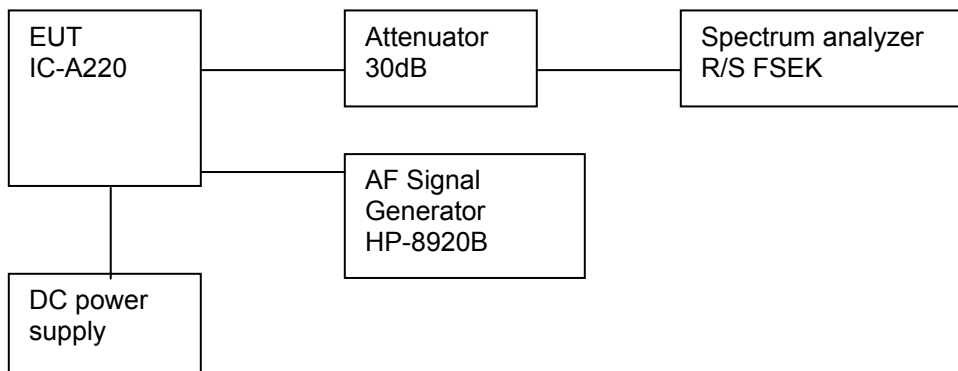 EUT
IC-A220
Attenuator
30dB
Spectrum analyzer
R/S FSEK
AF Signal
Generator
HP-8920B
DC power
supply